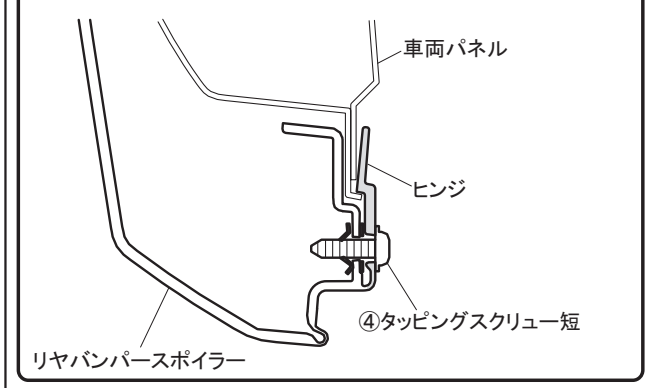 車両パネル
ヒンジ
④タッピングスクリュー短
リヤバンパースポイラー